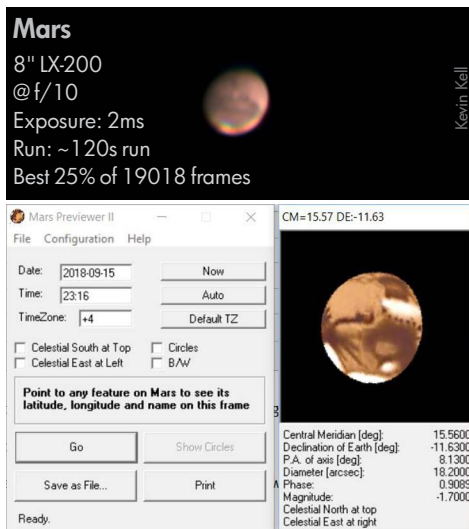 Mars
8" LX-200
@ f/10
Exposure: 2ms
Run: ~120s run
Best 25% of 19018 frames
Kevin Kell
Mars Previewer II
File Configuration Help
Date: 2018-09-15 Now
Time: 23:16 Auto
TimeZone: +4 Default TZ
Celestial South at Top Circles
Celestial East at Left B/W
Point to any feature on Mars to see its
latitude, longitude and name on this frame
Go Show Circles
Save as File... Print
Ready.
CM=15.57 DE:-11.63
Central Meridian [deg]: 15.5600
Declination of Earth [deg]: -11.6300
P.A. of axis [deg]: 8.1300
Diameter [arcsec]: 18.2000
Phase: 0.9089
Magnitude: -1.7000
Celestial North at top
Celestial East at right